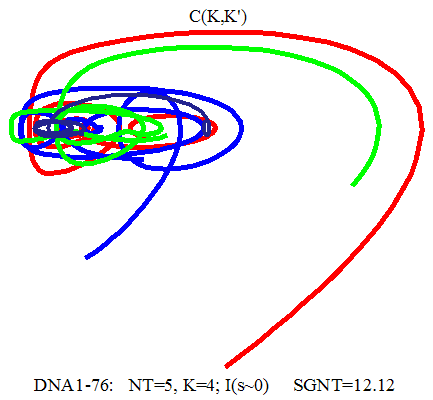 C(K,K')
DNA1-76: NT=5, K=4; I(s~0) SGNT=12.12